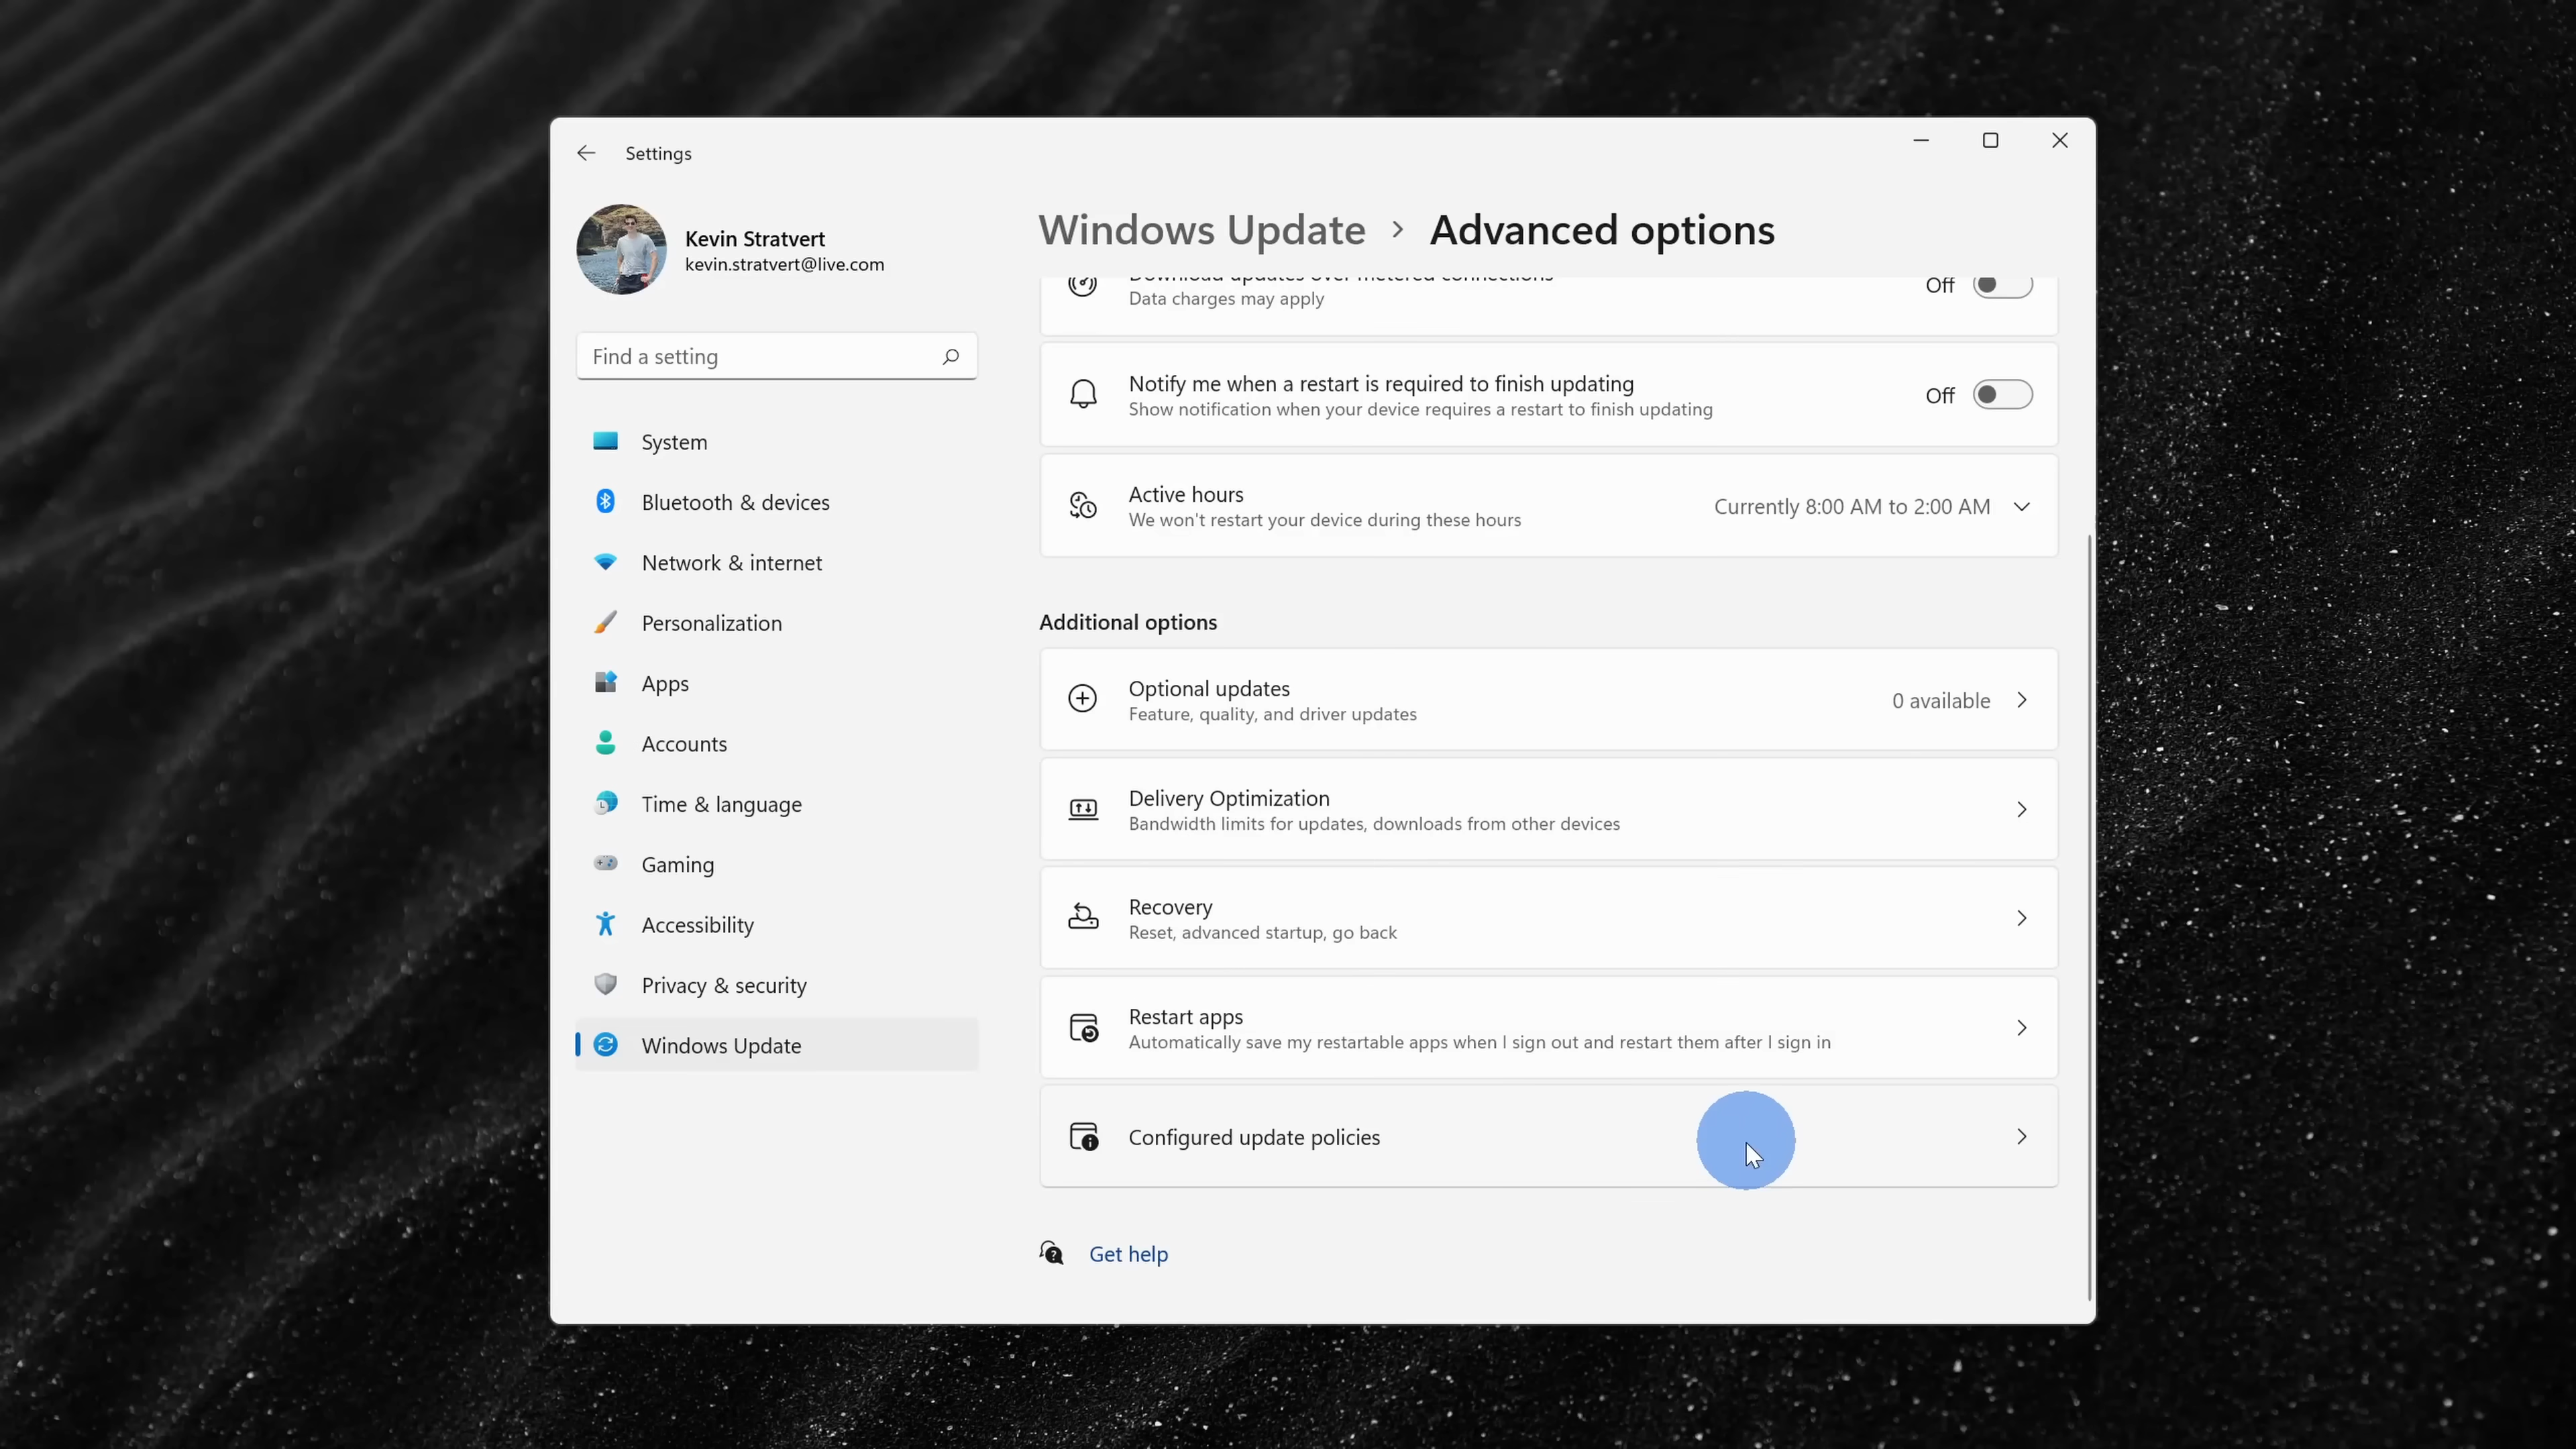 Settings
Kevin Stratvert
kevin.stratvert@live.com
Find a setting
System
Bluetooth & devices
Network & internet
Personalization
Apps
Accounts
Time & language
Gaming
Accessibility
Privacy & security
Windows Update
Windows Update > Advanced options
Download updates over metered connections
Data charges may apply
Off
Notify me when a restart is required to finish updating
Show notification when your device requires a restart to finish updating
Off
Active hours
We won't restart your device during these hours
Currently 8:00 AM to 2:00 AM
Additional options
Optional updates
Feature, quality, and driver updates
0 available
Delivery Optimization
Bandwidth limits for updates, downloads from other devices
Recovery
Reset, advanced startup, go back
Restart apps
Automatically save my restartable apps when I sign out and restart them after I sign in
Configured update policies
Get help